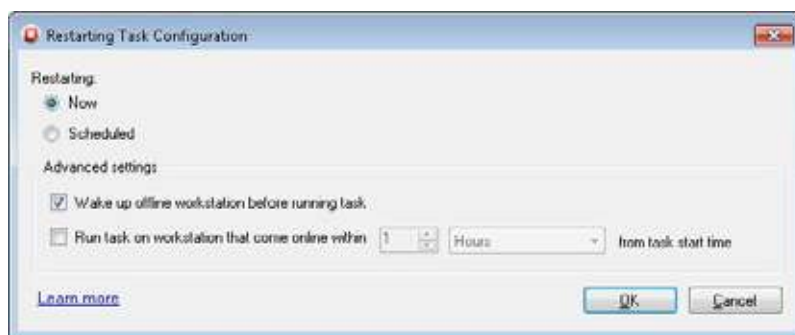 Restarting Task Configuration
Restarting:
Now
Scheduled
Advanced settings
Wake up offline workstation before running task
Run task on workstation that come online within 1 Hours from task start time
Learn more OK Cancel